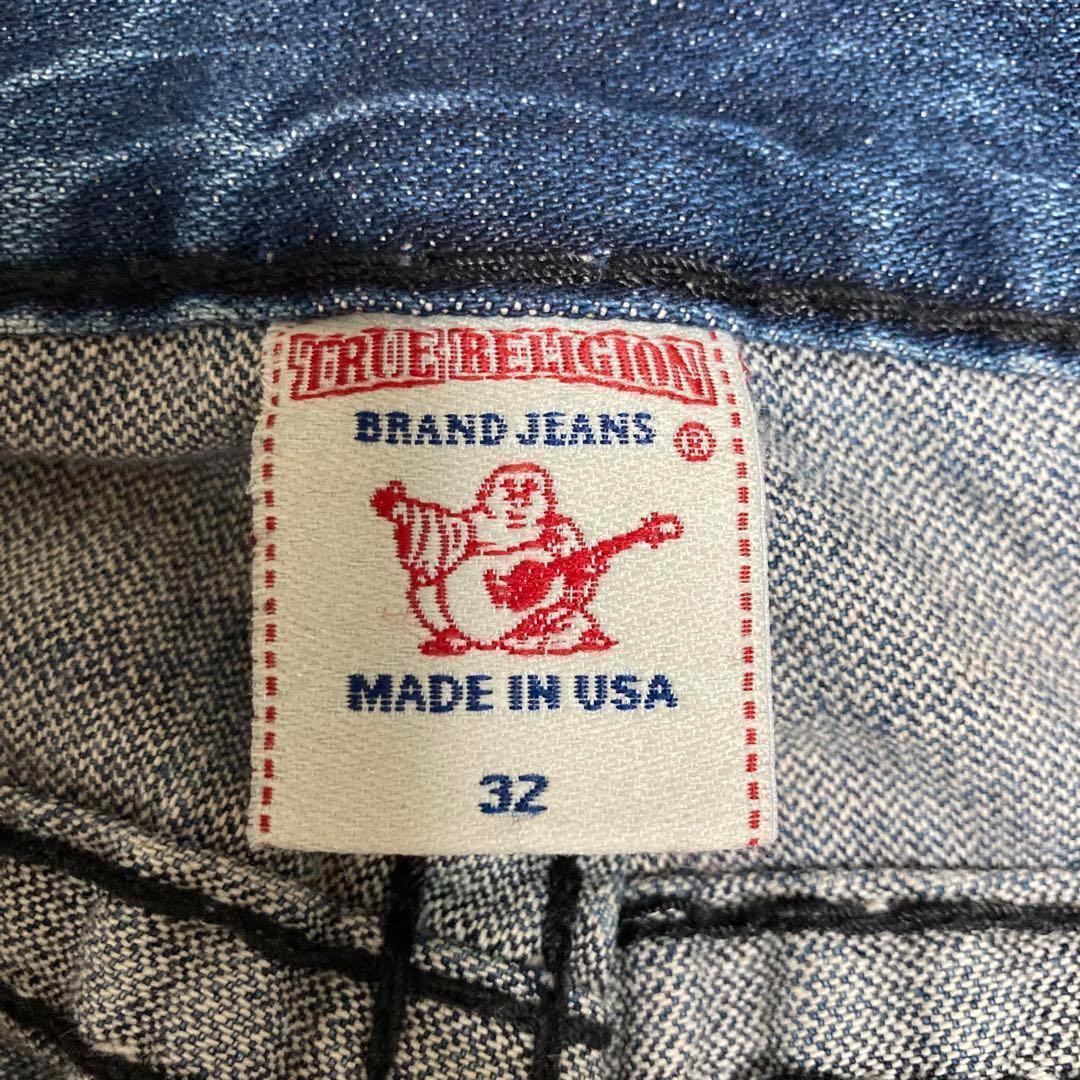 TRUE RELIGION
BRAND JEANS ®
MADE IN USA
32